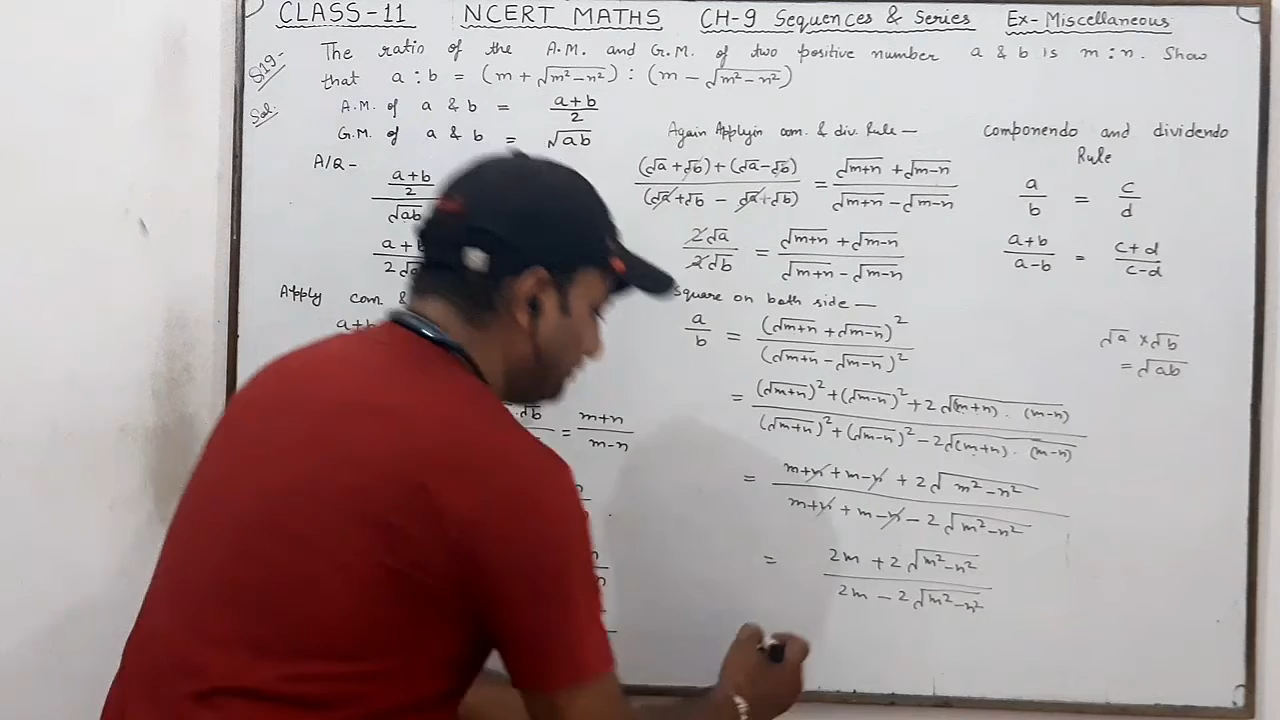 CLASS-11 NCERT MATHS CH-9 Sequences & Series Ex-Miscellaneous
Q19- The ratio of the A.M. and G.M. of two positive number a & b is m:n. Show
that a:b = (m + √(m²-n²)) : (m - √(m²-n²))
Sol. A.M. of a & b = (a+b)/2
G.M. of a & b = √ab
A/Q-
((a+b)/2)/√ab
a+
2√
Apply com. &
a+
√b = (m+n)/(m-n)
Again Applyin com. & div. Rule —
((√a+√b)+(√a-√b))/((√a+√b - √a+√b)) = (√(m+n) + √(m-n))/(√(m+n) - √(m-n))
2√a/2√b = (√(m+n) + √(m-n))/(√(m+n) - √(m-n))
square on both side —
a/b = (√(m+n) + √(m-n))²/(√(m+n) - √(m-n))²
= ((√(m+n))² + (√(m-n))² + 2√((m+n).(m-n)))/((√(m+n))² + (√(m-n))² - 2√((m+n).(m-n)))
= (m+n+m-n + 2√(m²-n²))/(m+n+m-n - 2√(m²-n²))
= (2m + 2√(m²-n²))/(2m - 2√(m²-n²))
componendo and dividendo
Rule
a/b = c/d
(a+b)/(a-b) = (c+d)/(c-d)
√a × √b
= √ab